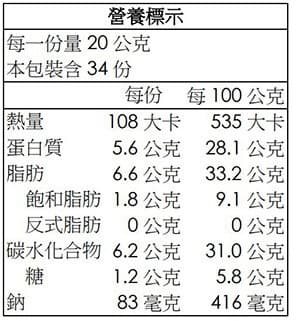 營養標示
每一份量 20 公克
本包裝含 34 份
每份 每 100 公克
熱量 108 大卡 535 大卡
蛋白質 5.6 公克 28.1 公克
脂肪 6.6 公克 33.2 公克
飽和脂肪 1.8 公克 9.1 公克
反式脂肪 0 公克 0 公克
碳水化合物 6.2 公克 31.0 公克
糖 1.2 公克 5.8 公克
鈉 83 毫克 416 毫克